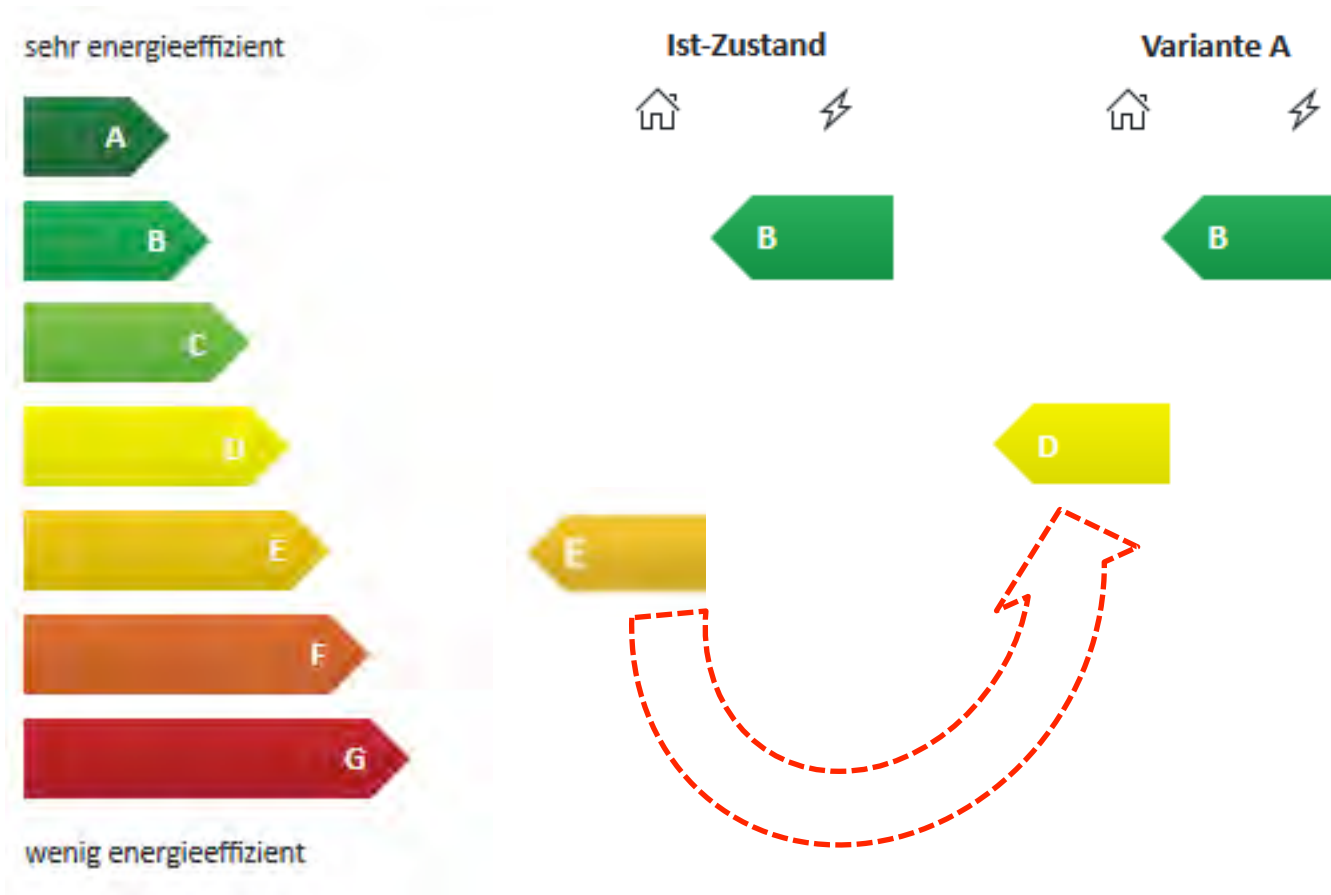 sehr energieeffizient
Ist-Zustand
Variante A
A
B
B
B
C
D
D
E
E
F
G
wenig energieeffizient